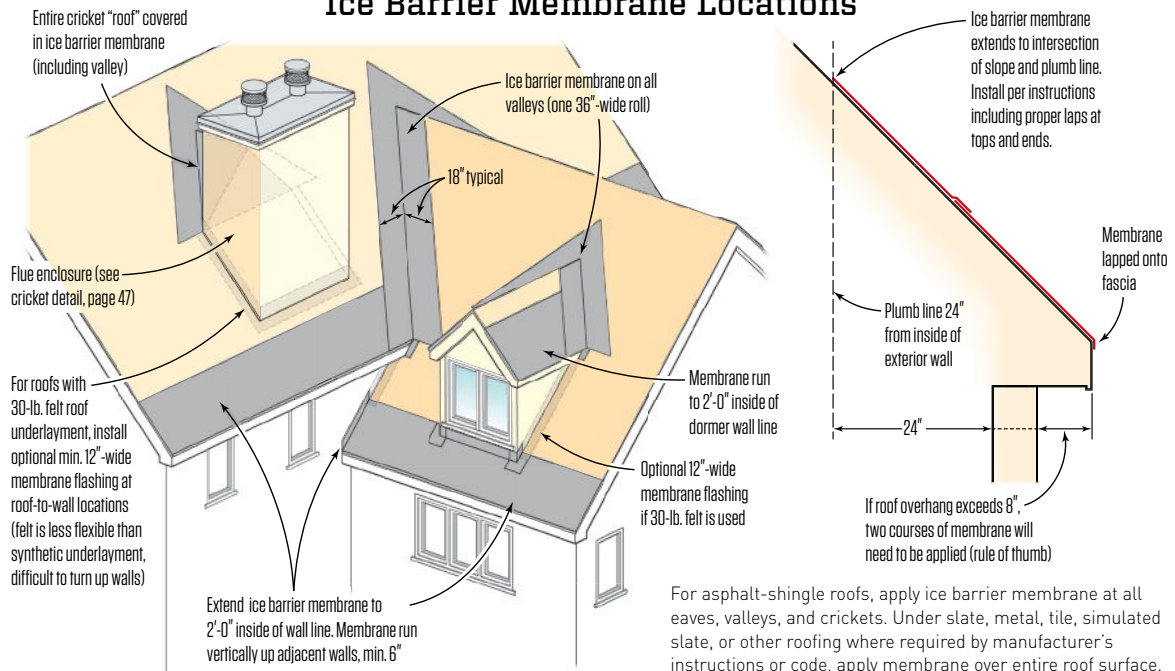 Ice Barrier Membrane Locations
Entire cricket “roof” covered
in ice barrier membrane
(including valley)
Ice barrier membrane on all
valleys (one 36"-wide roll)
18" typical
Flue enclosure (see
cricket detail, page 47)
For roofs with
30-lb. felt roof
underlayment, install
optional min. 12"-wide
membrane flashing at
roof-to-wall locations
(felt is less flexible than
synthetic underlayment,
difficult to turn up walls)
Extend ice barrier membrane to
2'-0" inside of wall line. Membrane run
vertically up adjacent walls, min. 6"
Membrane run
to 2'-0" inside of
dormer wall line
Optional 12"-wide
membrane flashing
if 30-lb. felt is used
Ice barrier membrane
extends to intersection
of slope and plumb line.
Install per instructions
including proper laps at
tops and ends.
Membrane
lapped onto
fascia
Plumb line 24"
from inside of
exterior wall
24"
If roof overhang exceeds 8",
two courses of membrane will
need to be applied (rule of thumb)
For asphalt-shingle roofs, apply ice barrier membrane at all
eaves, valleys, and crickets. Under slate, metal, tile, simulated
slate, or other roofing where required by manufacturer’s
instructions or code, apply membrane over entire roof surface.